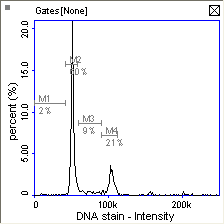 Gates[None]
20.0
M2
60%
15.0
10.0
M1
2%
M3
9%
M4
21%
5.0
0.0
percent (%)
0
100k
200k
DNA stain - Intensity